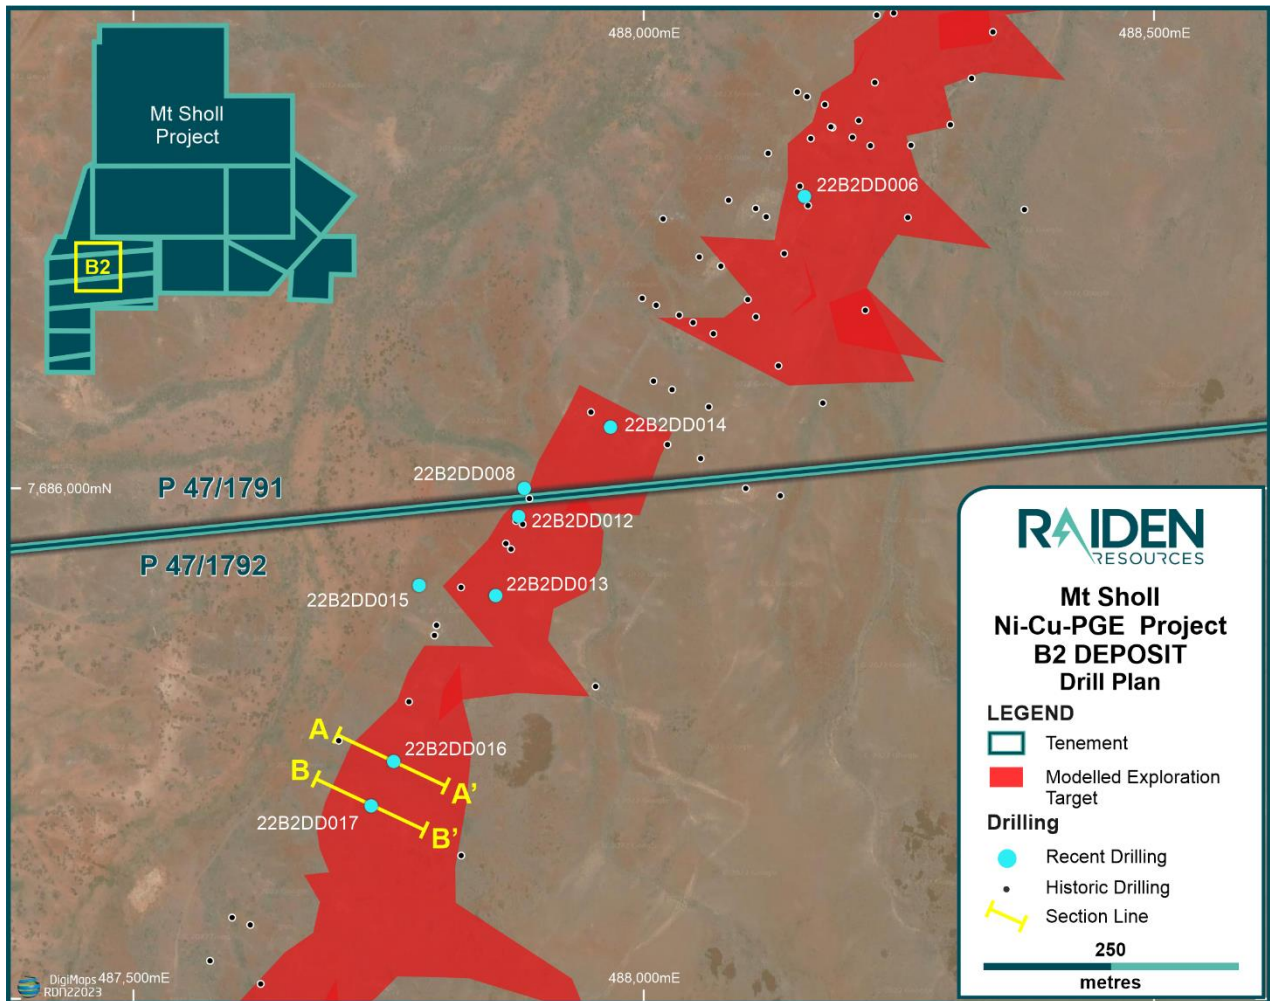 488,000mE
488,500mE
Mt Sholl
Project
B2
22B2DD006
22B2DD014
22B2DD008
7,686,000mN
P 47/1791
22B2DD012
P 47/1792
22B2DD013
22B2DD015
A
22B2DD016
B
A'
22B2DD017
B'
RAIDEN
RESOURCES
Mt Sholl
Ni-Cu-PGE Project
B2 DEPOSIT
Drill Plan
LEGEND
Tenement
Modelled Exploration
Target
Drilling
Recent Drilling
Historic Drilling
Section Line
250
metres
DigiMaps
RDN22023
487,500mE
488,000mE